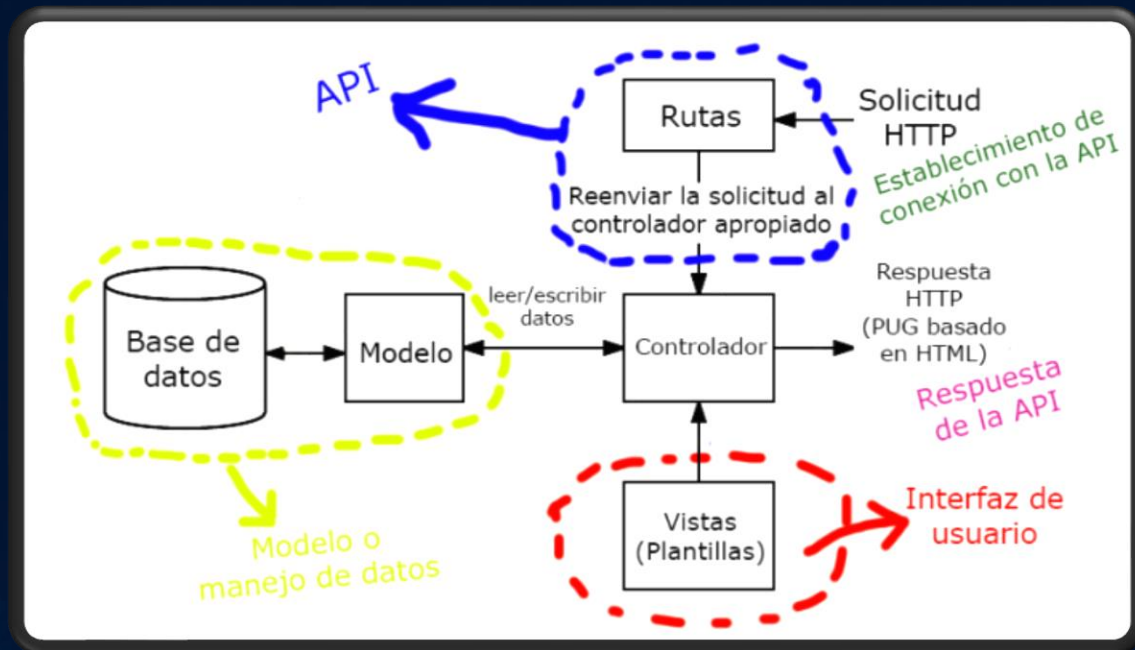 API
Rutas
Solicitud
HTTP
Establecimiento de
conexión con la API
Reenviar la solicitud al
controlador apropiado
Base de
datos
Modelo
leer/escribir
datos
Controlador
Respuesta
HTTP
(PUG basado
en HTML)
Respuesta
de la API
Modelo o
manejo de datos
Vistas
(Plantillas)
Interfaz de
usuario